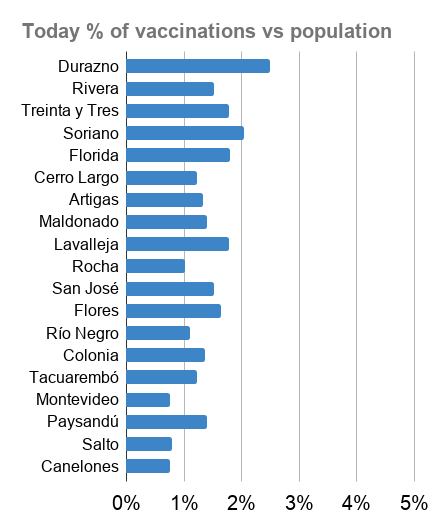 Today % of vaccinations vs population
Durazno
Rivera
Treinta y Tres
Soriano
Florida
Cerro Largo
Artigas
Maldonado
Lavalleja
Rocha
San José
Flores
Río Negro
Colonia
Tacuarembó
Montevideo
Paysandú
Salto
Canelones
0% 1% 2% 3% 4% 5%